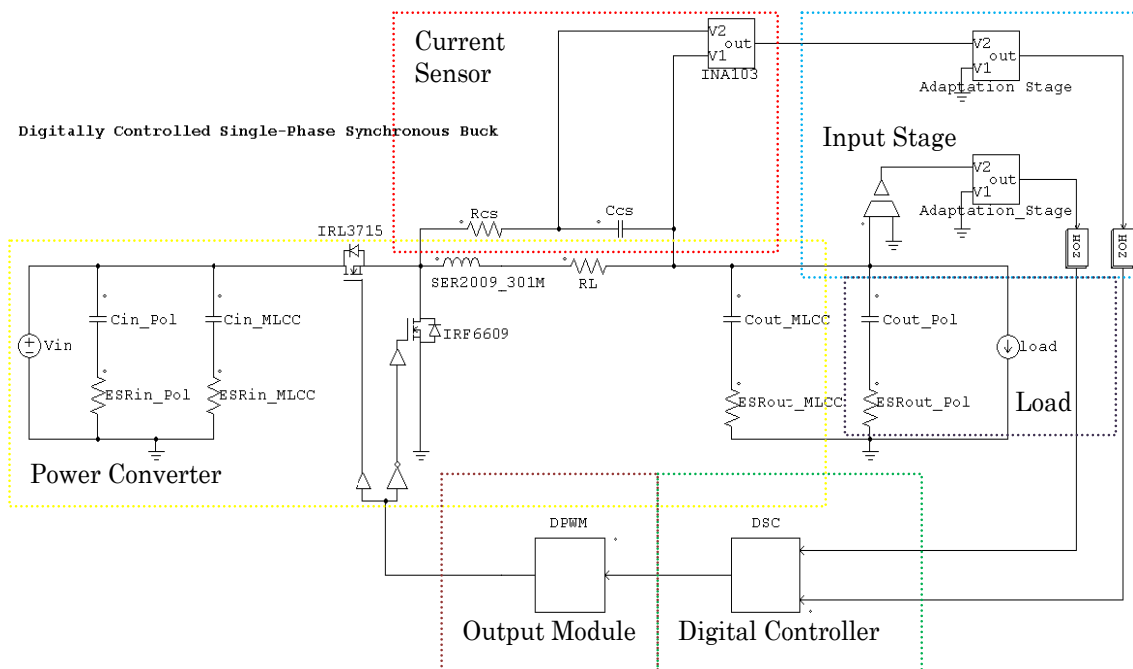 Current
Sensor
V2
V1
out
INA103
V2
V1
out
Adaptation Stage
Digitally Controlled Single-Phase Synchronous Buck
Input Stage
V2
V1
out
Adaptation_Stage
Rcs
Ccs
ZOH
ZOH
IRL3715
SER2009_301M
RL
Cin_Pol
Cin_MLCC
IRF6609
Cout_MLCC
Cout_Pol
Vin
load
ESRin_Pol
ESRin_MLCC
ESRout_MLCC
ESRout_Pol
Load
Power Converter
DPWM
DSC
Output Module
Digital Controller